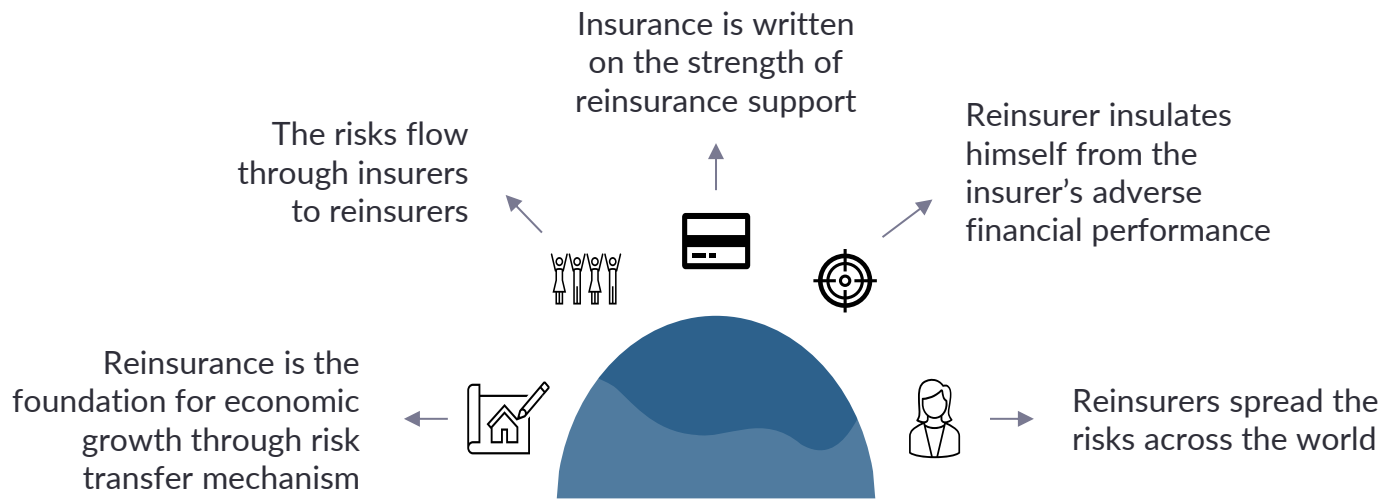 Insurance is written
on the strength of
reinsurance support
The risks flow
through insurers
to reinsurers
Reinsurer insulates
himself from the
insurer’s adverse
financial performance
Reinsurance is the
foundation for economic
growth through risk
transfer mechanism
Reinsurers spread the
risks across the world